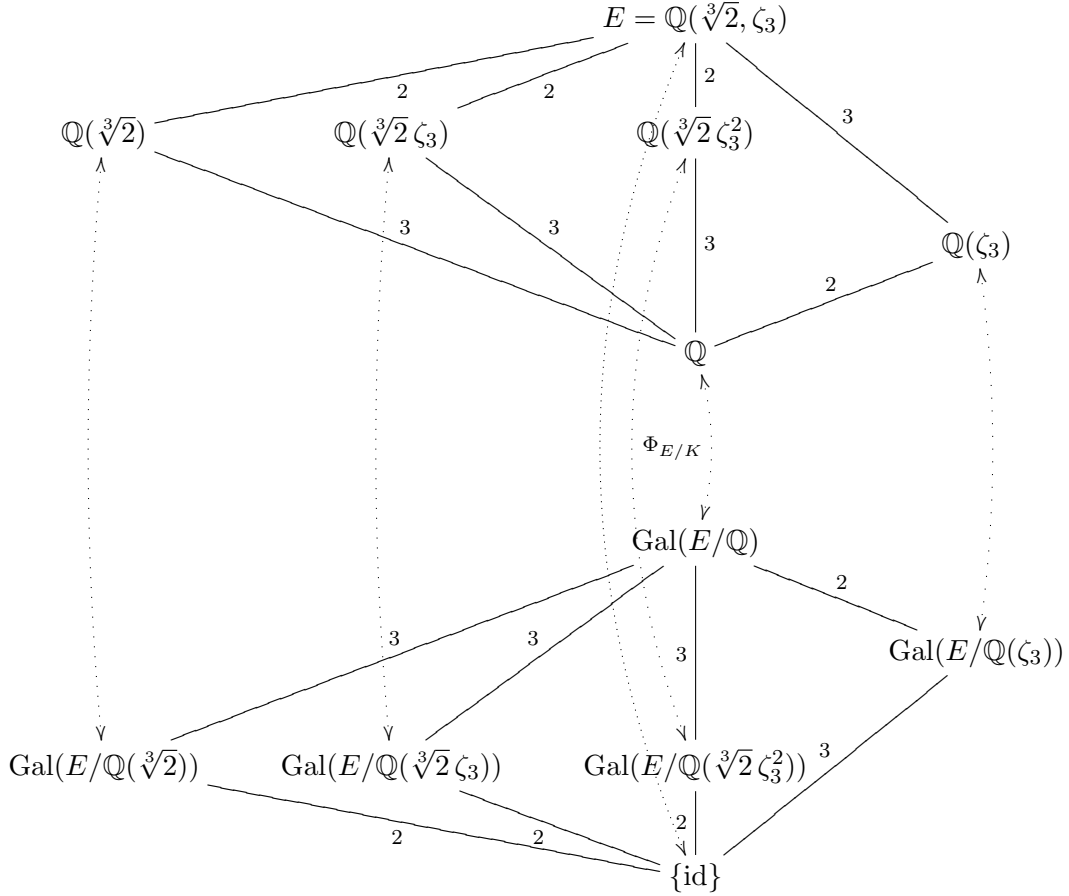 E = ℚ(∛2, ζ₃)
2
2
2
3
ℚ(∛2)
ℚ(∛2 ζ₃)
ℚ(∛2 ζ₃²)
3
3
3
ℚ(ζ₃)
2
ℚ
Φ_{E/K}
Gal(E/ℚ)
2
3
3
3
Gal(E/ℚ(ζ₃))
Gal(E/ℚ(∛2))
Gal(E/ℚ(∛2 ζ₃))
Gal(E/ℚ(∛2 ζ₃²))
3
2
2
2
{id}